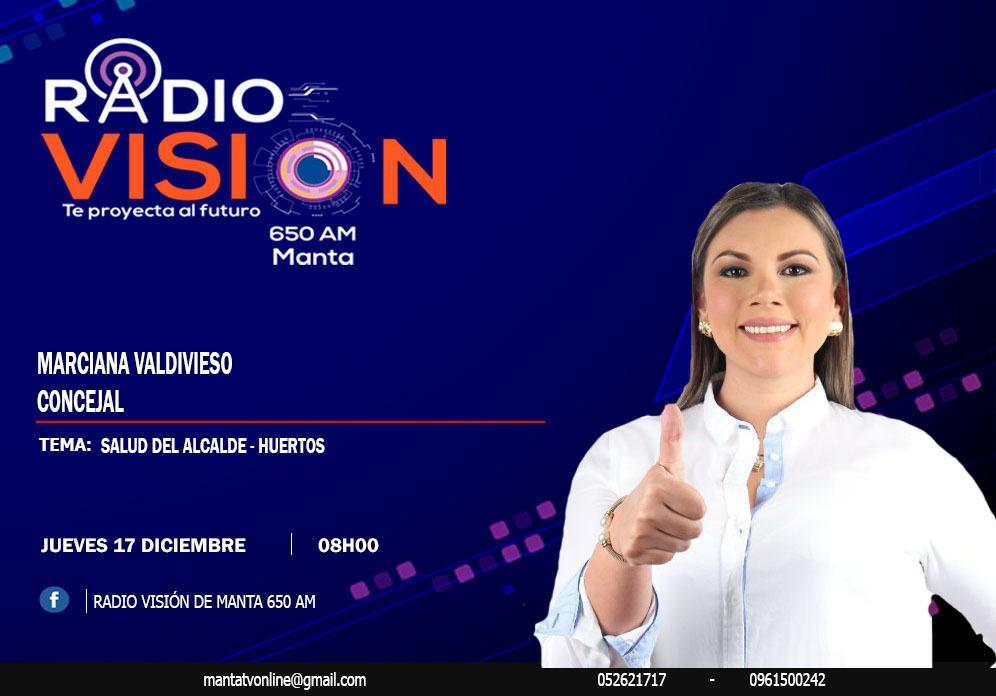 RADIO
VISION
Te proyecta al futuro
650 AM
Manta
MARCIANA VALDIVIESO
CONCEJAL
TEMA: SALUD DEL ALCALDE - HUERTOS
JUEVES 17 DICIEMBRE | 08H00
f | RADIO VISIÓN DE MANTA 650 AM
mantatvonline@gmail.com 052621717 - 0961500242